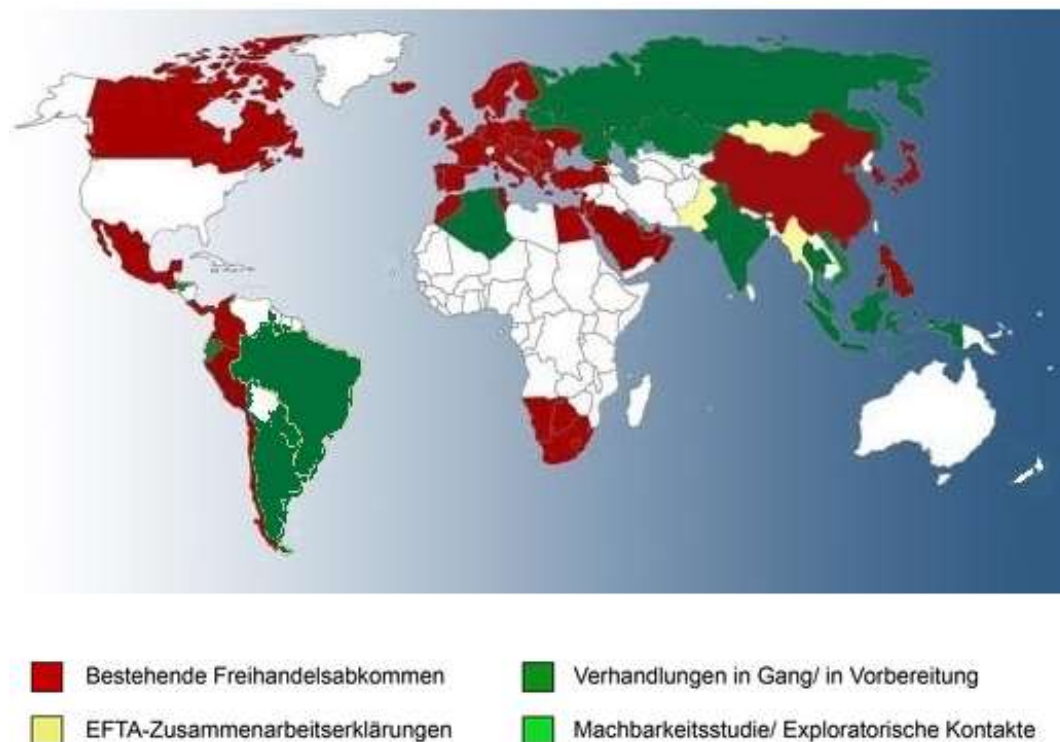 Bestehende Freihandelsabkommen
Verhandlungen in Gang/ in Vorbereitung
EFTA-Zusammenarbeitserklärungen
Machbarkeitsstudie/ Exploratorische Kontakte